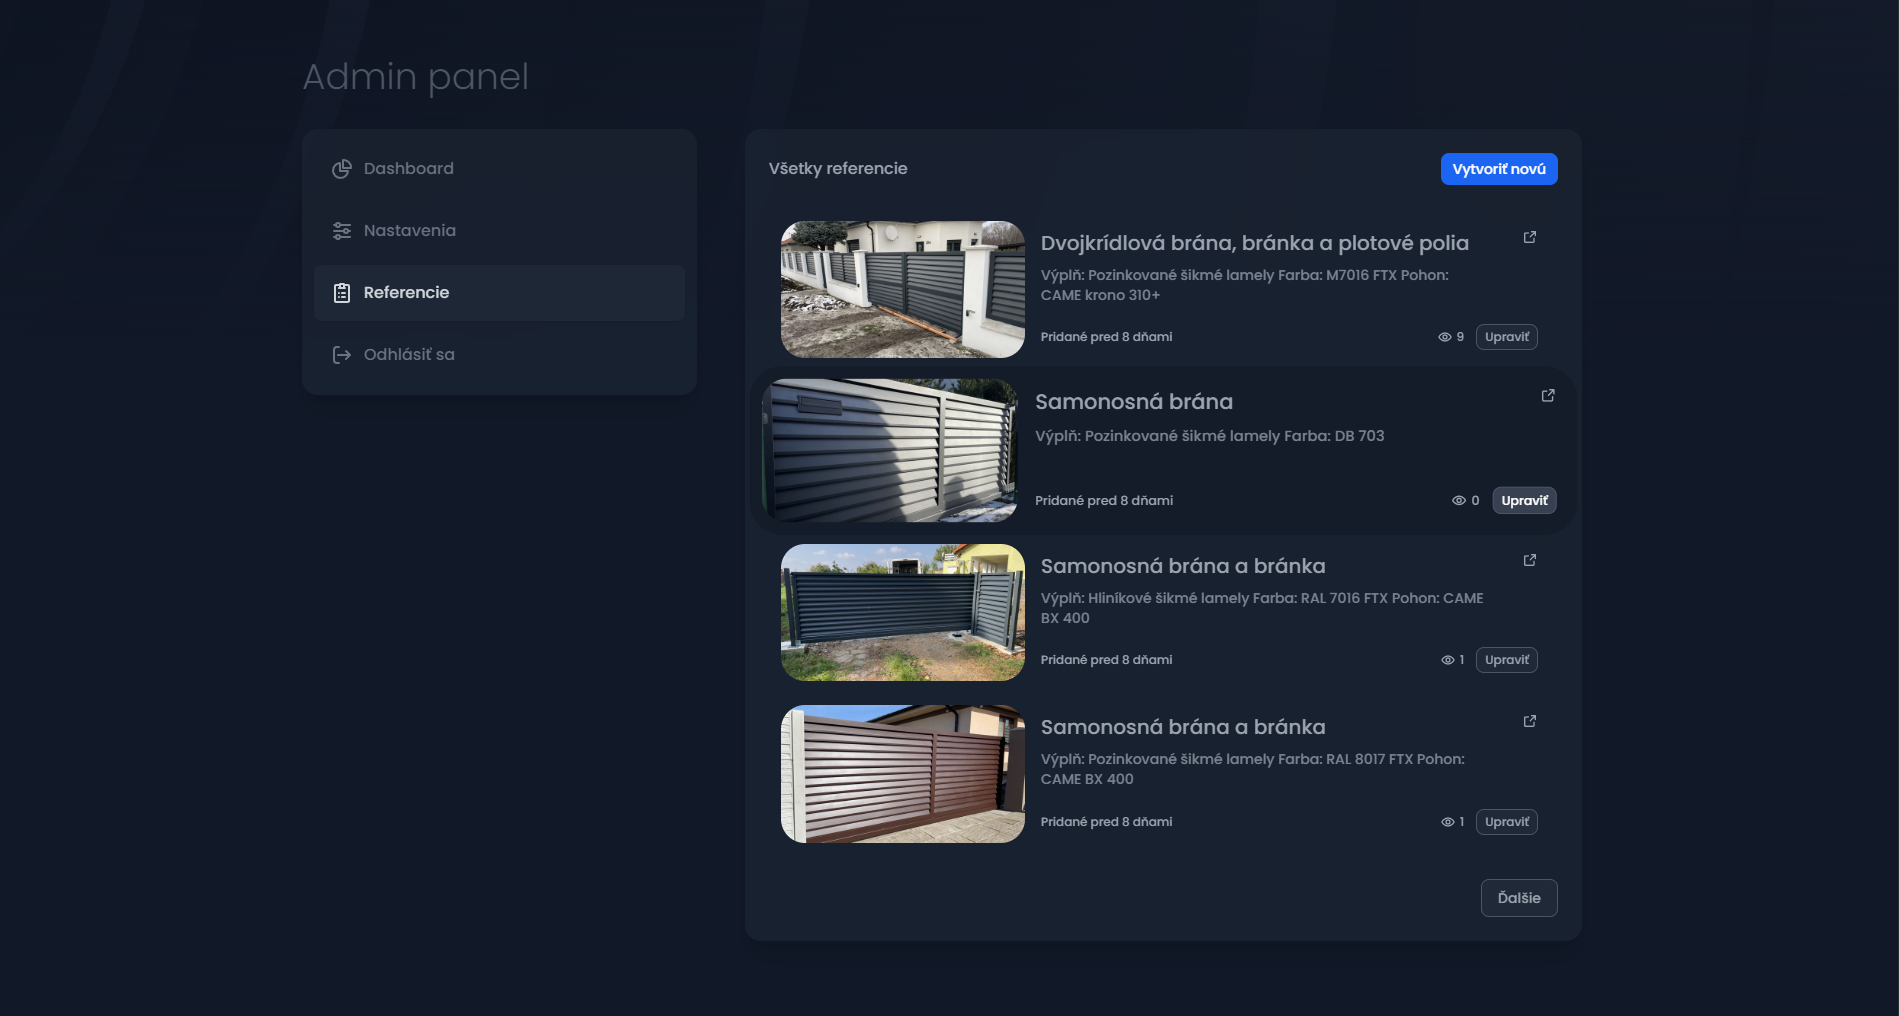 Admin panel
Dashboard
Nastavenia
Referencie
Odhlásiť sa
Všetky referencie
Vytvoriť novú
Dvojkrídlová brána, bránka a plotové polia
Výplň: Pozinkované šikmé lamely Farba: M7016 FTX Pohon:
CAME krono 310+
Pridané pred 8 dňami
9
Upraviť
Samonosná brána
Výplň: Pozinkované šikmé lamely Farba: DB 703
Pridané pred 8 dňami
0
Upraviť
Samonosná brána a bránka
Výplň: Hliníkové šikmé lamely Farba: RAL 7016 FTX Pohon: CAME
BX 400
Pridané pred 8 dňami
1
Upraviť
Samonosná brána a bránka
Výplň: Pozinkované šikmé lamely Farba: RAL 8017 FTX Pohon:
CAME BX 400
Pridané pred 8 dňami
1
Upraviť
Ďalšie